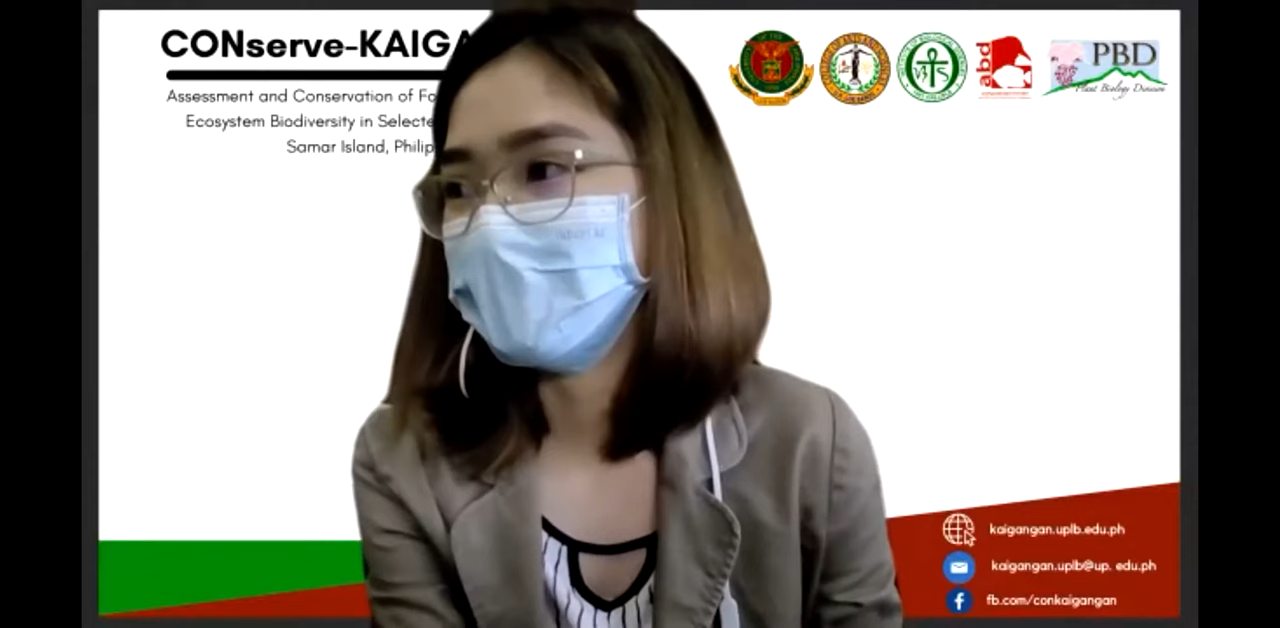 CONserve-KAIGA
Assessment and Conservation of Fo
Ecosystem Biodiversity in Selecte
Samar Island, Philip
abd
PBD
Plant Biology Division
kaigangan.uplb.edu.ph
kaigangan.uplb@up. edu.ph
fb.com/conkaigangan